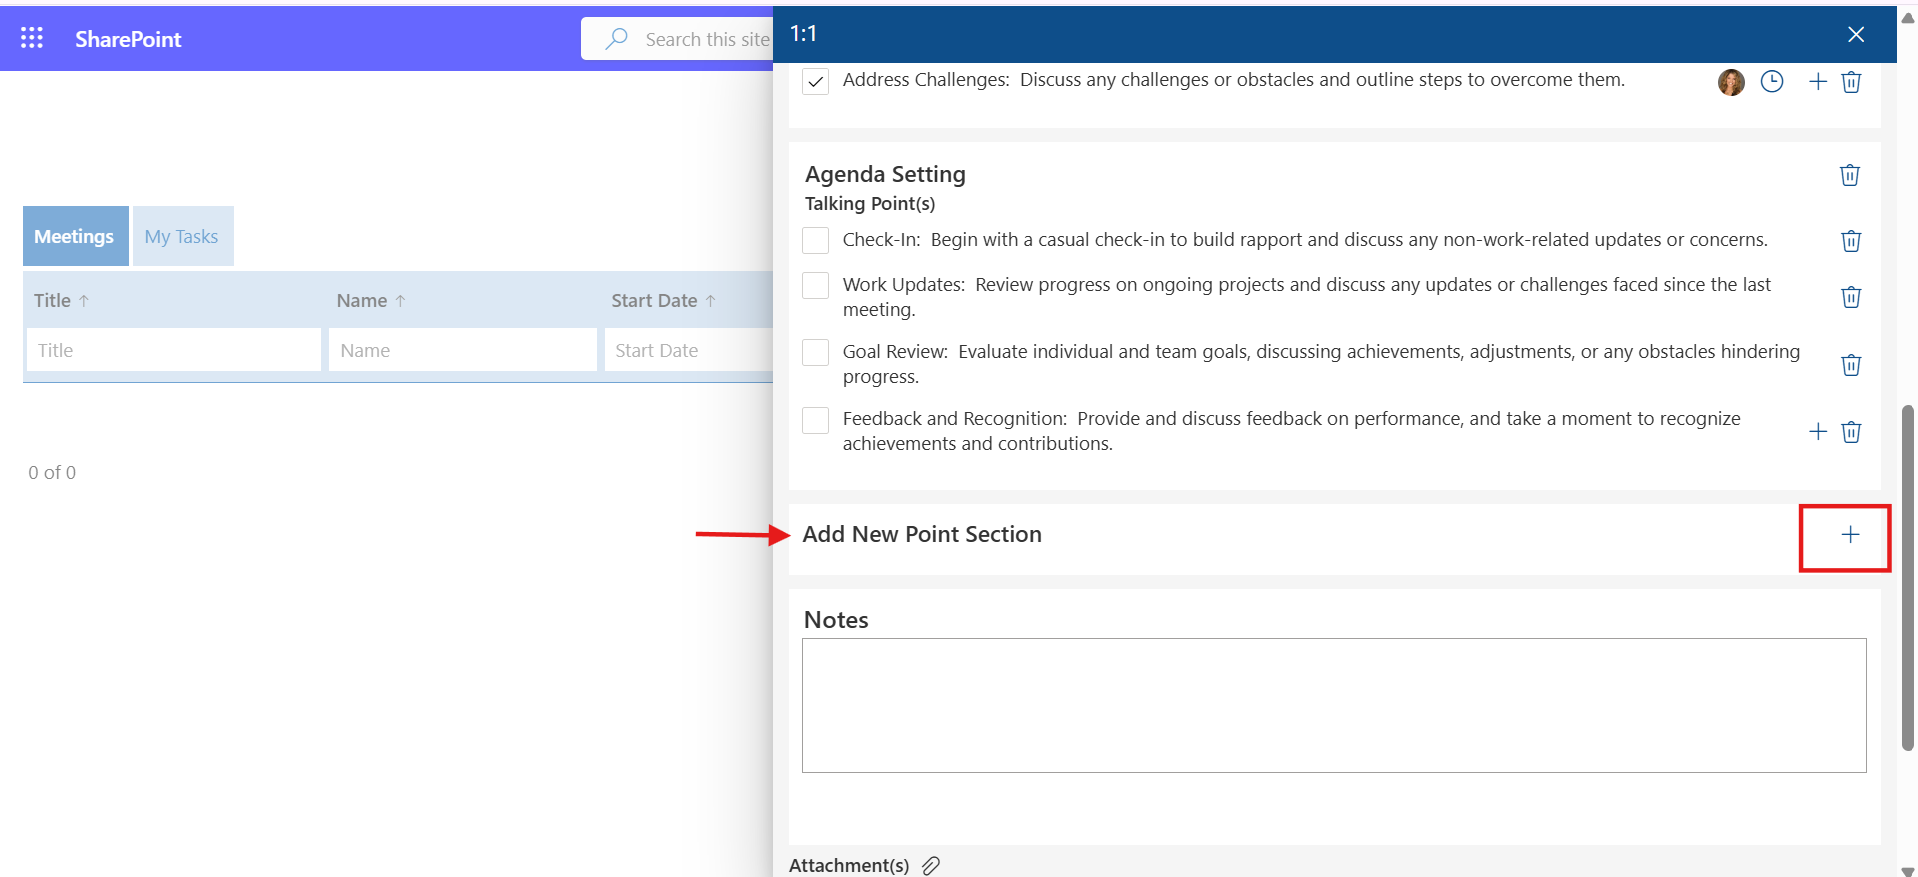 SharePoint
Search this site
1:1
Address Challenges:  Discuss any challenges or obstacles and outline steps to overcome them.
Meetings
My Tasks
Title ↑
Name ↑
Start Date ↑
Title
Name
Start Date
0 of 0
Agenda Setting
Talking Point(s)
Check-In:  Begin with a casual check-in to build rapport and discuss any non-work-related updates or concerns.
Work Updates:  Review progress on ongoing projects and discuss any updates or challenges faced since the last
meeting.
Goal Review:  Evaluate individual and team goals, discussing achievements, adjustments, or any obstacles hindering
progress.
Feedback and Recognition:  Provide and discuss feedback on performance, and take a moment to recognize
achievements and contributions.
Add New Point Section
Notes
Attachment(s)